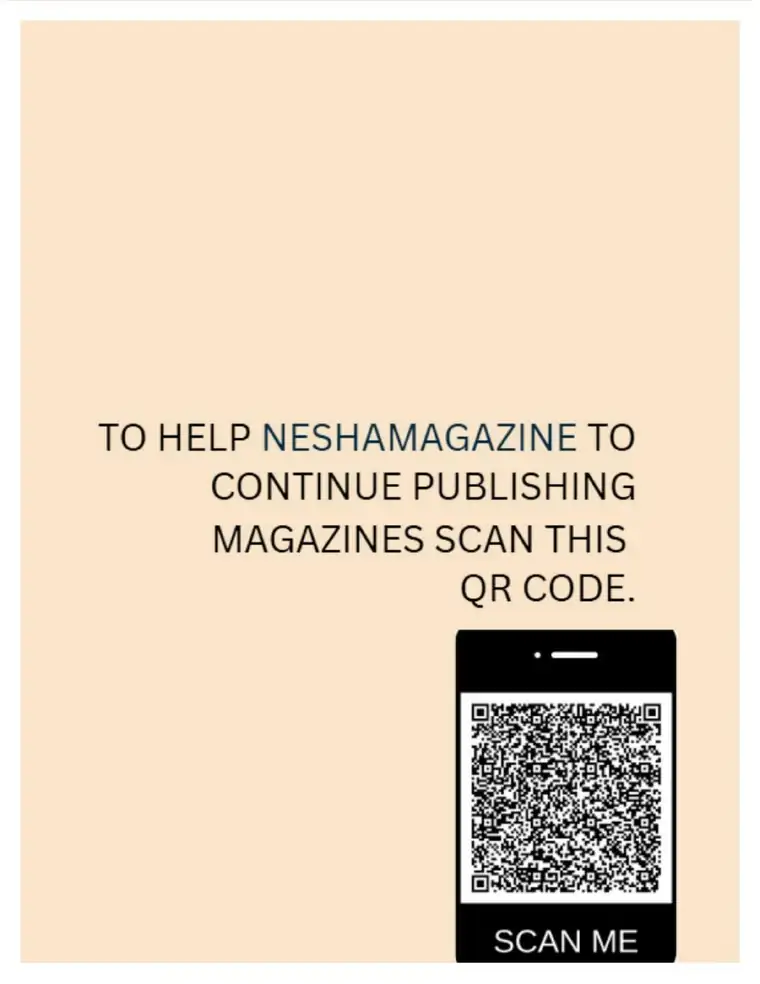 TO HELP NESHAMAGAZINE TO
CONTINUE PUBLISHING
MAGAZINES SCAN THIS
QR CODE.
SCAN ME